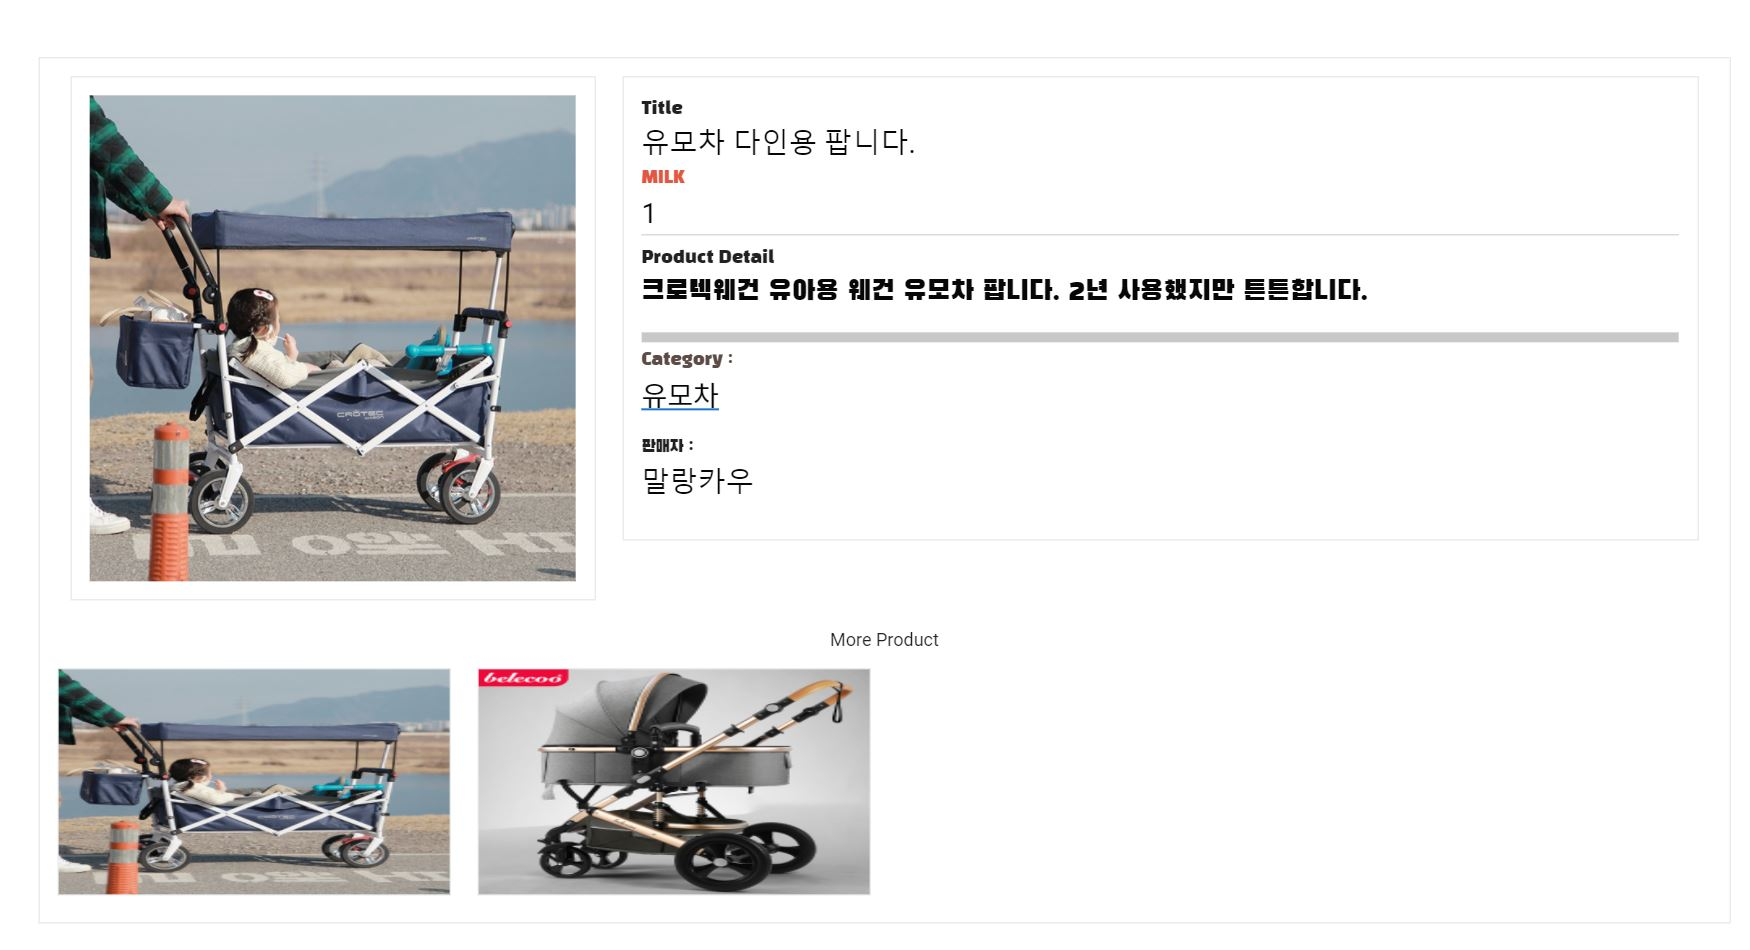 Title
유모차 다인용 팝니다.
MILK
1
Product Detail
크로텍웨건 유아용 웨건 유모차 팝니다. 2년 사용했지만 튼튼합니다.
Category :
유모차
판매자 :
말랑카우
CROTEC
More Product
belecoo